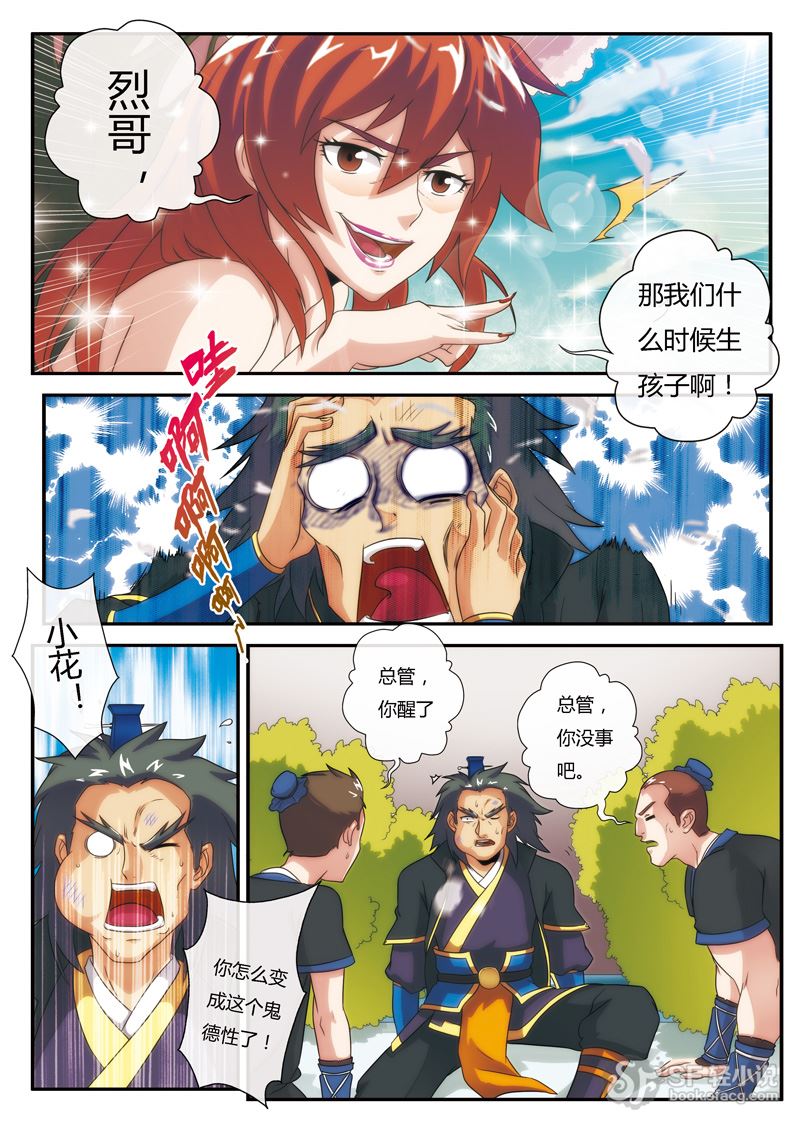 烈哥，
那我们什
么时候生
孩子啊！
哇啊啊啊啊~
小花！
你怎么变
成这个鬼
德性了！
总管，
你醒了
总管，
你没事
吧。
SF轻小说
booksfacg.com